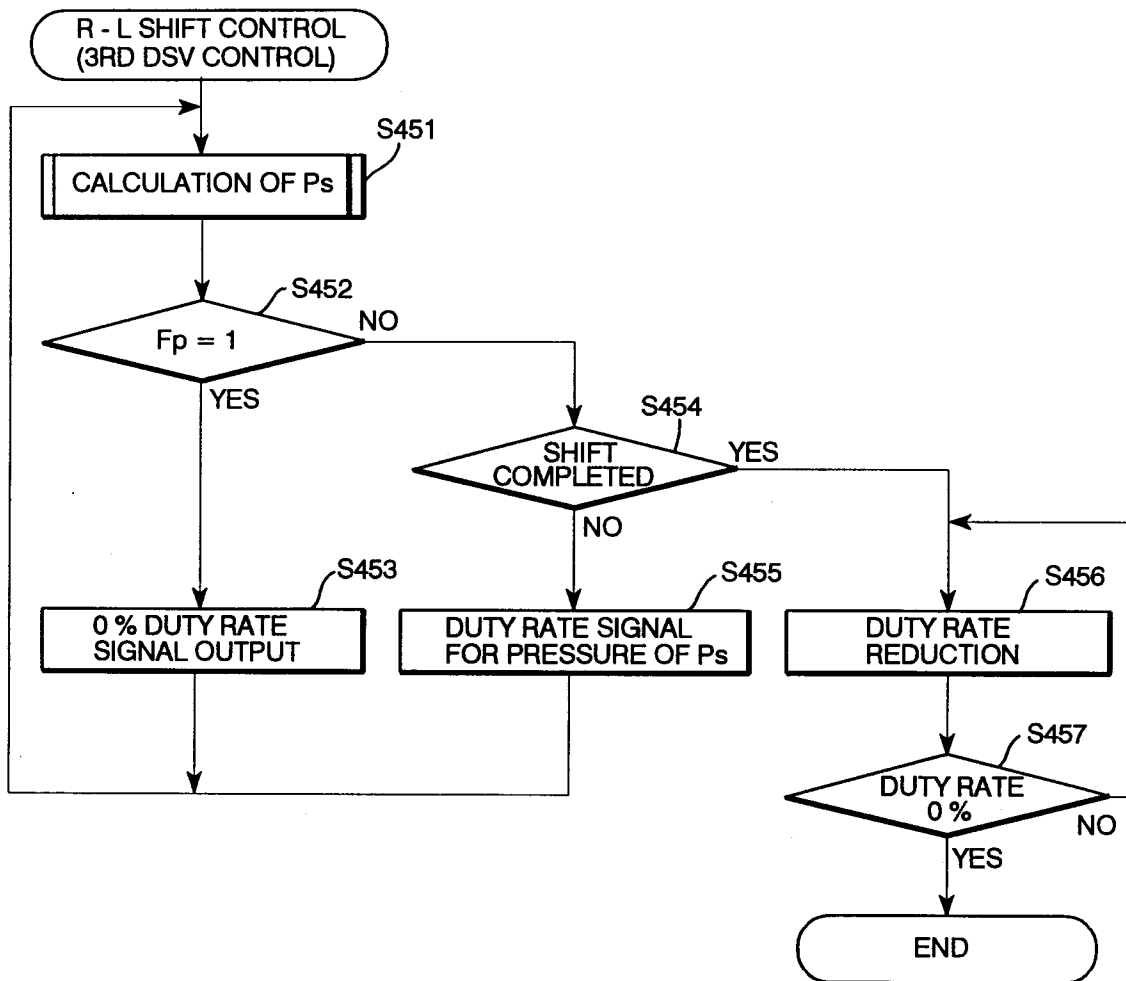 R - L SHIFT CONTROL
(3RD DSV CONTROL)
S451
CALCULATION OF Ps
S452
Fp = 1
NO
YES
S454
SHIFT
COMPLETED
YES
NO
S453
0 % DUTY RATE
SIGNAL OUTPUT
S455
DUTY RATE SIGNAL
FOR PRESSURE OF Ps
S456
DUTY RATE
REDUCTION
S457
DUTY RATE
0 %
NO
YES
END